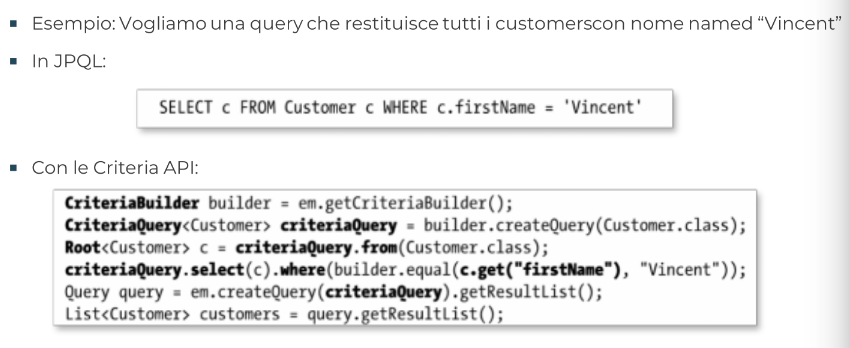 ▪ Esempio: Vogliamo una query che restituisce tutti i customerscon nome named “Vincent”
▪ In JPQL:
SELECT c FROM Customer c WHERE c.firstName = 'Vincent'
▪ Con le Criteria API:
CriteriaBuilder builder = em.getCriteriaBuilder();
CriteriaQuery<Customer> criteriaQuery = builder.createQuery(Customer.class);
Root<Customer> c = criteriaQuery.from(Customer.class);
criteriaQuery.select(c).where(builder.equal(c.get("firstName"), "Vincent"));
Query query = em.createQuery(criteriaQuery).getResultList();
List<Customer> customers = query.getResultList();